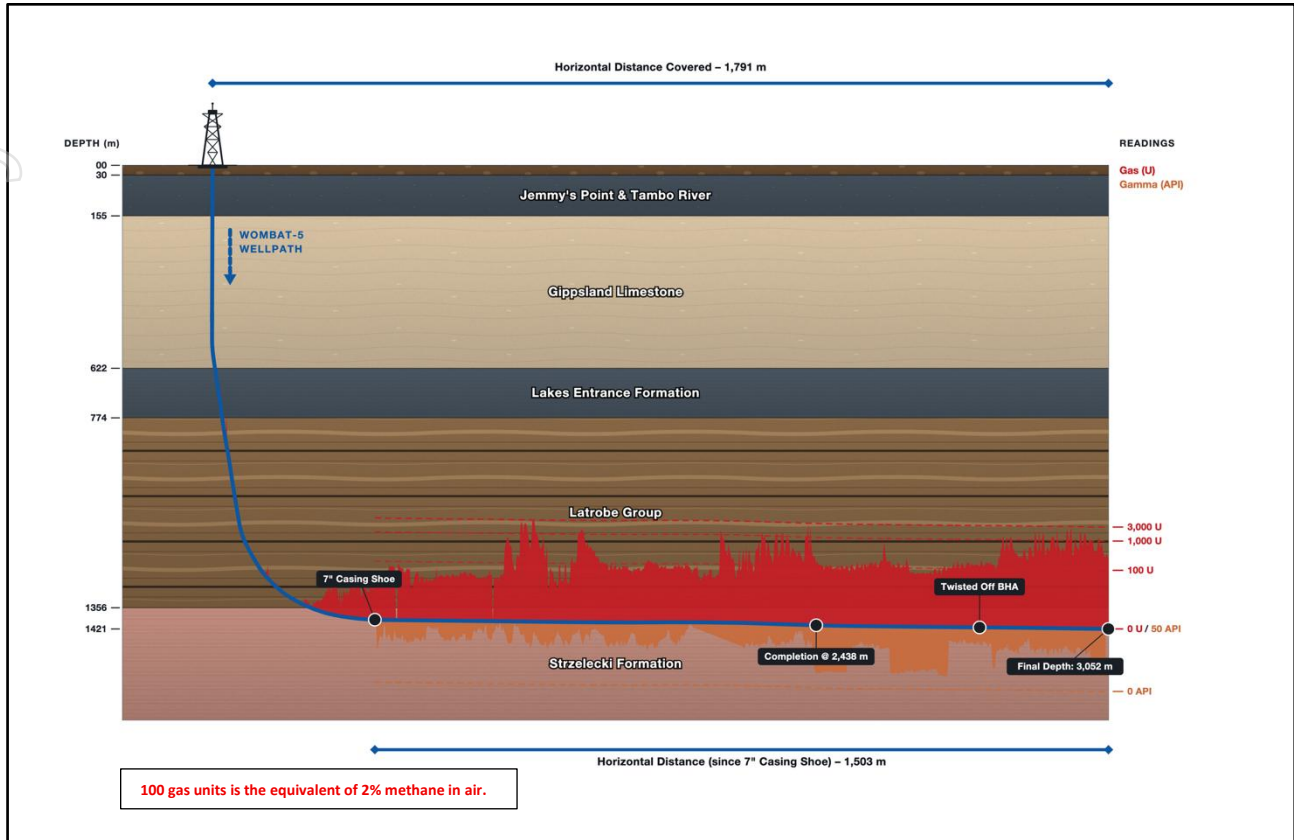 Horizontal Distance Covered – 1,791 m
DEPTH (m)
READINGS
00
Gas (U)
30
Gamma (API)
Jemmy's Point & Tambo River
155
WOMBAT-5
WELLPATH
Gippsland Limestone
622
Lakes Entrance Formation
774
Latrobe Group
3,000 U
1,000 U
100 U
7" Casing Shoe
Twisted Off BHA
1356
1421
0 U / 50 API
Completion @ 2,438 m
Strzelecki Formation
Final Depth: 3,052 m
0 API
Horizontal Distance (since 7" Casing Shoe) – 1,503 m
100 gas units is the equivalent of 2% methane in air.